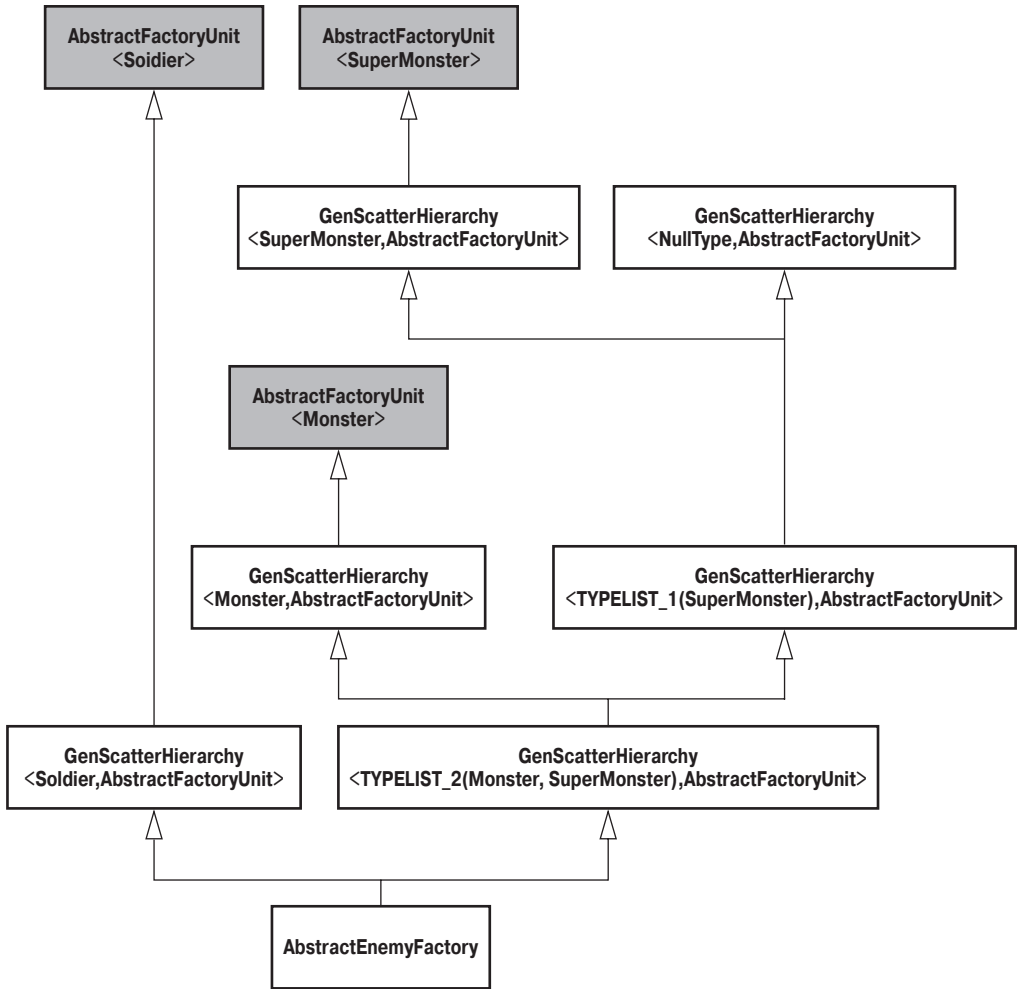 AbstractFactoryUnit
<Soidier>
AbstractFactoryUnit
<SuperMonster>
GenScatterHierarchy
<SuperMonster,AbstractFactoryUnit>
GenScatterHierarchy
<NullType,AbstractFactoryUnit>
AbstractFactoryUnit
<Monster>
GenScatterHierarchy
<Monster,AbstractFactoryUnit>
GenScatterHierarchy
<TYPELIST_1(SuperMonster),AbstractFactoryUnit>
GenScatterHierarchy
<Soldier,AbstractFactoryUnit>
GenScatterHierarchy
<TYPELIST_2(Monster, SuperMonster),AbstractFactoryUnit>
AbstractEnemyFactory